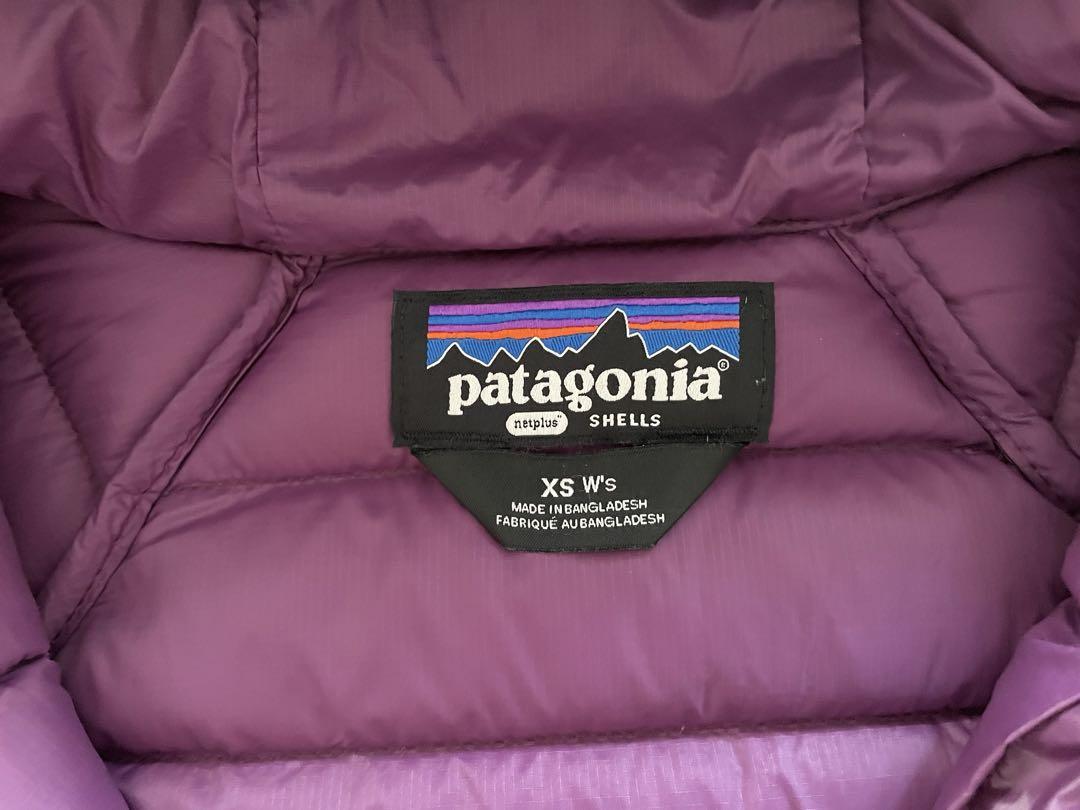 patagonia®
netplus™ SHELLS
XS W's
MADE IN BANGLADESH
FABRIQUÉ AU BANGLADESH